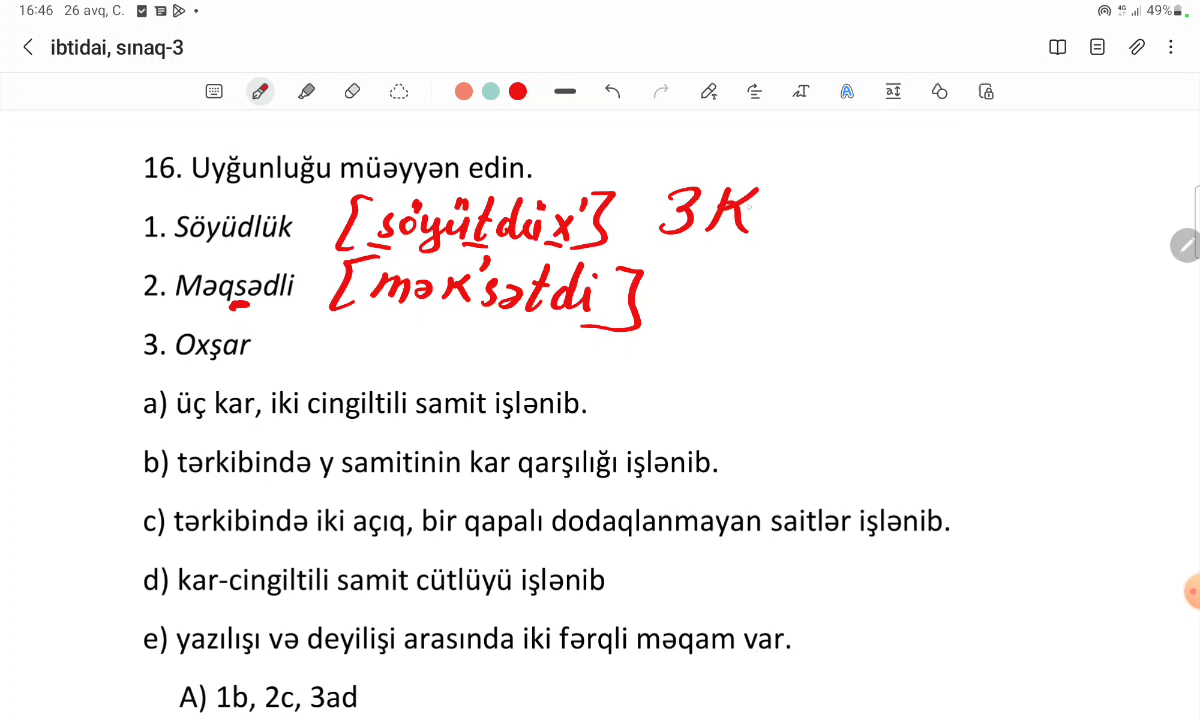 16:46 26 avq, C. 4G 49%
ibtidai, sınaq-3
16. Uyğunluğu müəyyən edin.
1. Söyüdlük [söyütdüx'] 3K
2. Məqsədli [mək'sətdi]
3. Oxşar
a) üç kar, iki cingiltili samit işlənib.
b) tərkibində y samitinin kar qarşılığı işlənib.
c) tərkibində iki açıq, bir qapalı dodaqlanmayan saitlər işlənib.
d) kar-cingiltili samit cütlüyü işlənib
e) yazılışı və deyilişi arasında iki fərqli məqam var.
A) 1b, 2c, 3ad